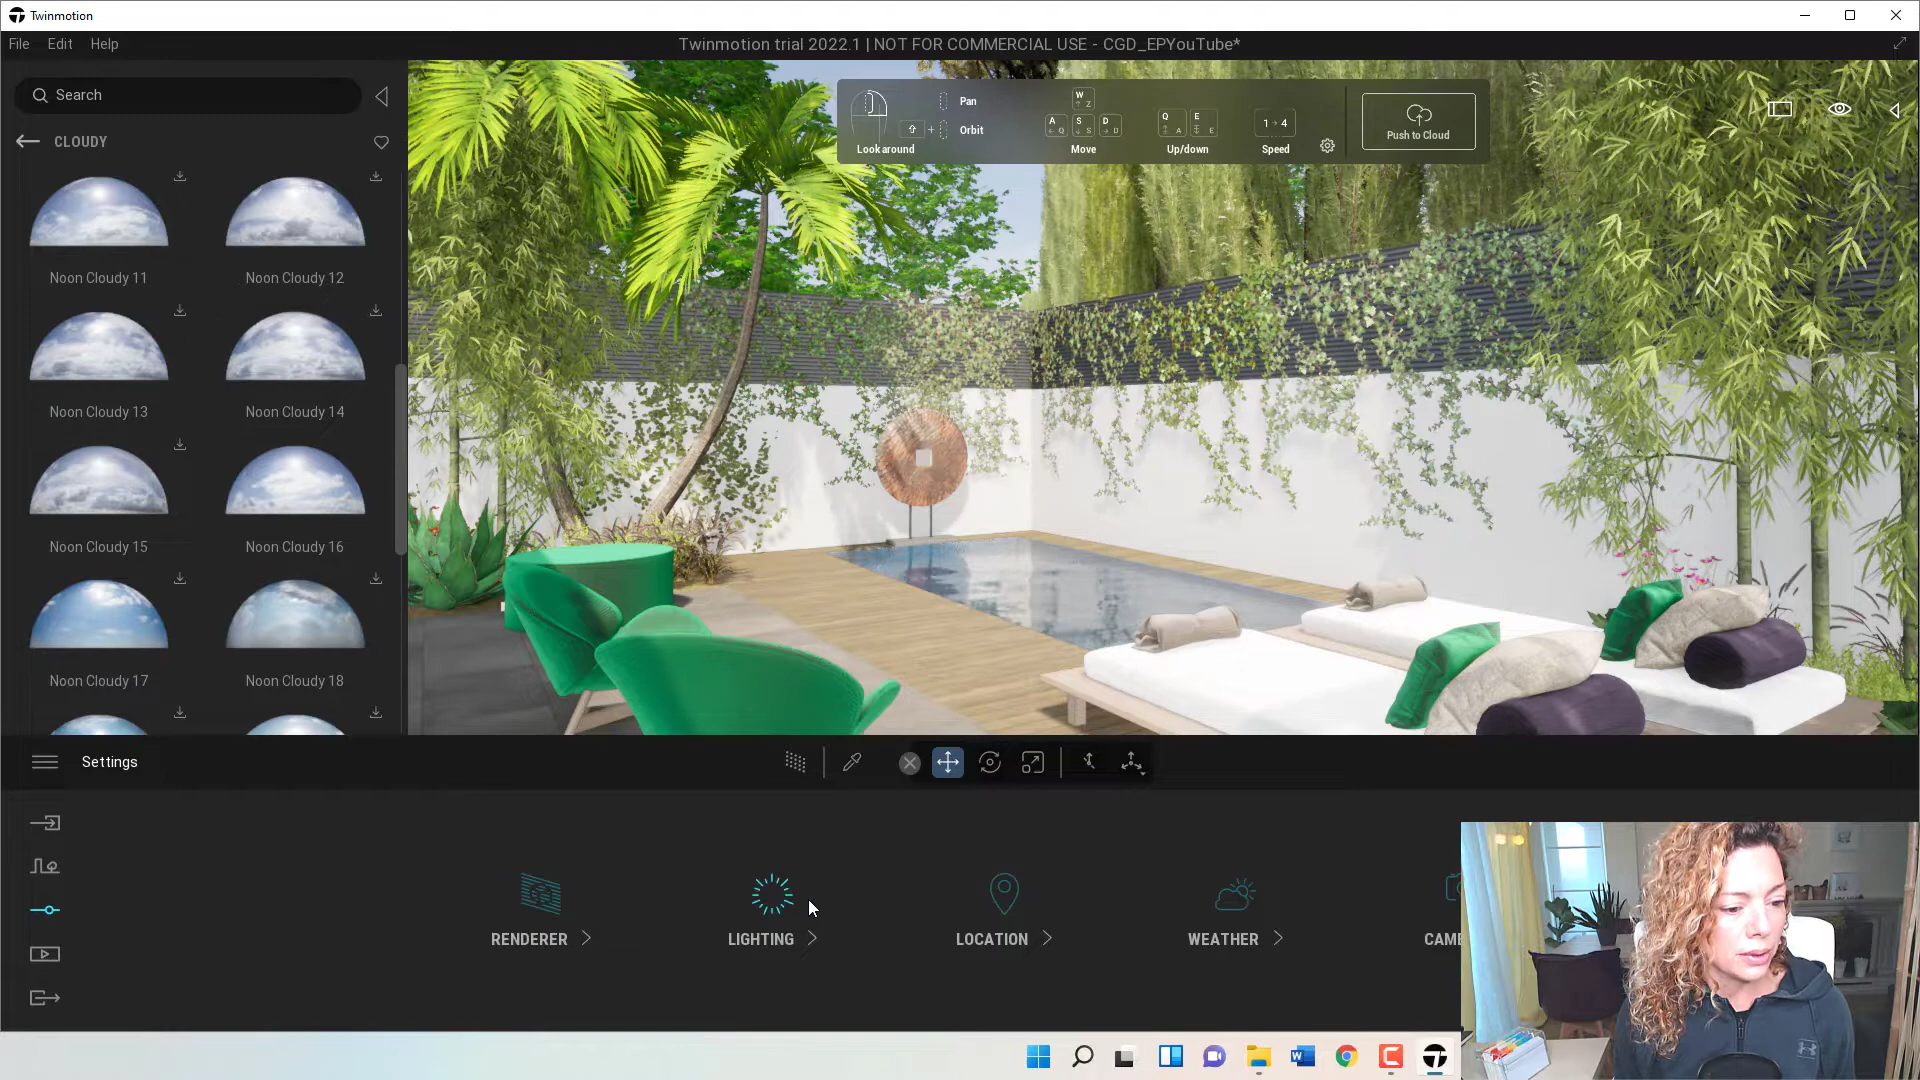 Twinmotion
File Edit Help
Twinmotion trial 2022.1 | NOT FOR COMMERCIAL USE - CGD_EPYouTube*
Search
CLOUDY
Noon Cloudy 11
Noon Cloudy 12
Noon Cloudy 13
Noon Cloudy 14
Noon Cloudy 15
Noon Cloudy 16
Noon Cloudy 17
Noon Cloudy 18
Look around
+
Pan
Orbit
W
Z
A
Q
S
S
D
D
Move
Q
A
E
E
Up/down
1 - 4
Speed
Push to Cloud
Settings
RENDERER
LIGHTING
LOCATION
WEATHER
CAME